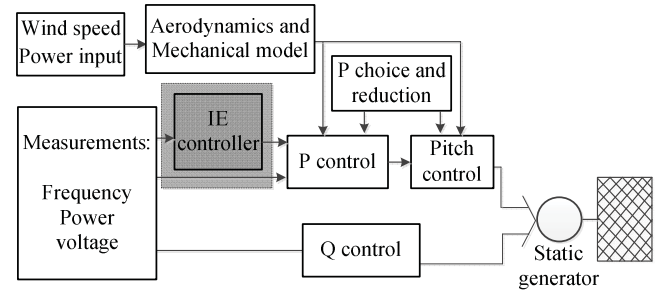 Wind speed
Power input
Aerodynamics and
Mechanical model
P choice and
reduction
IE
controller
Measurements:
Frequency
Power
voltage
P control
Pitch
control
Q control
Static
generator